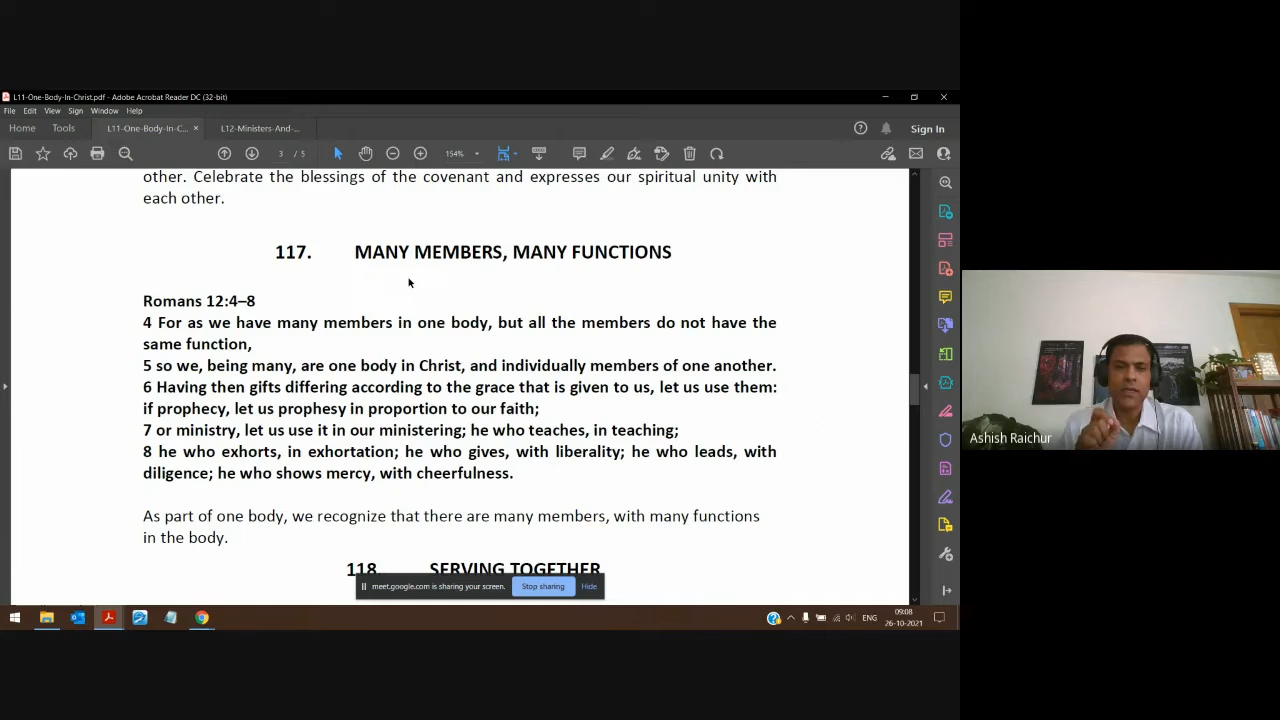 L11-One-Body-In-Christ.pdf - Adobe Acrobat Reader DC (32-bit)
File Edit View Sign Window Help
Home Tools L11-One-Body-In-C... × L12-Ministers-And-... Sign In
3 / 5 154%
other. Celebrate the blessings of the covenant and expresses our spiritual unity with
each other.
117. MANY MEMBERS, MANY FUNCTIONS
Romans 12:4–8
4 For as we have many members in one body, but all the members do not have the
same function,
5 so we, being many, are one body in Christ, and individually members of one another.
6 Having then gifts differing according to the grace that is given to us, let us use them:
if prophecy, let us prophesy in proportion to our faith;
7 or ministry, let us use it in our ministering; he who teaches, in teaching;
8 he who exhorts, in exhortation; he who gives, with liberality; he who leads, with
diligence; he who shows mercy, with cheerfulness.
As part of one body, we recognize that there are many members, with many functions
in the body.
118. SERVING TOGETHER
meet.google.com is sharing your screen. Stop sharing Hide
ENG 09:08
26-10-2021
Ashish Raichur